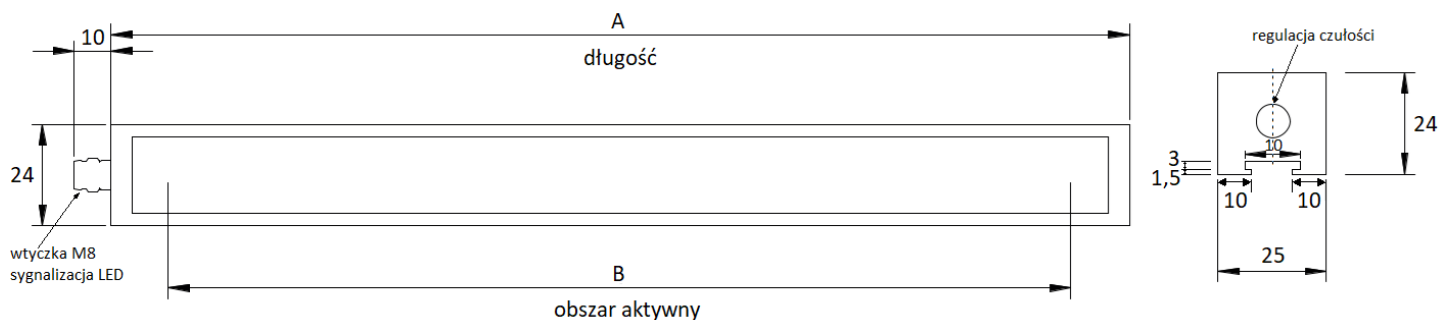 A
10
długość
24
wtyczka M8
sygnalizacja LED
B
obszar aktywny
regulacja czułości
24
10
3
1,5
10
10
25